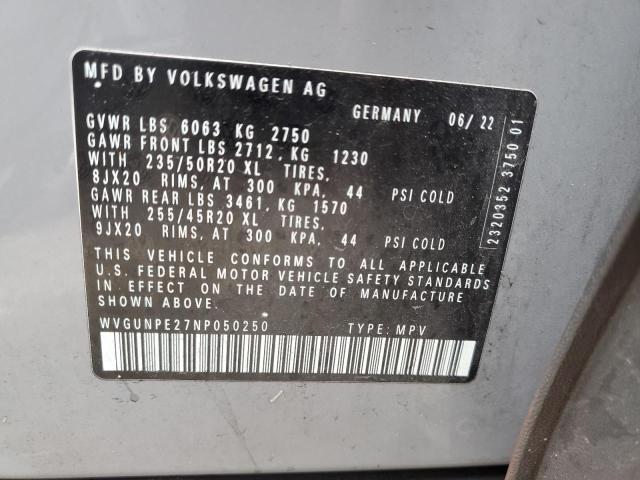 MFD BY VOLKSWAGEN AG
GERMANY 06/22
GVWR LBS 6063 KG 2750
GAWR FRONT LBS 2712, KG 1230
WITH 235/50R20 XL TIRES,
8JX20 RIMS, AT 300 KPA, 44 PSI COLD
GAWR REAR LBS 3461, KG 1570
WITH 255/45R20 XL TIRES,
9JX20 RIMS, AT 300 KPA, 44 PSI COLD
THIS VEHICLE CONFORMS TO ALL APPLICABLE
U.S. FEDERAL MOTOR VEHICLE SAFETY STANDARDS
IN EFFECT ON THE DATE OF MANUFACTURE
SHOWN ABOVE
WVGUNPE27NP050250 TYPE: MPV
2320352 3750 01